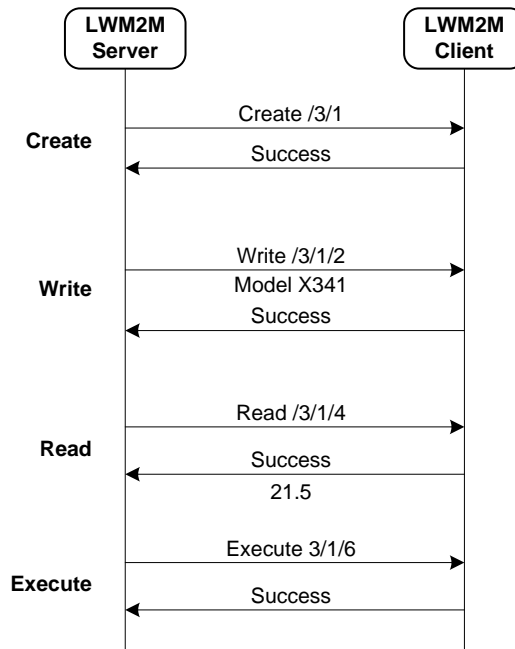 LWM2M
Server
LWM2M
Client
Create /3/1
Create
Success
Write /3/1/2
Write
Model X341
Success
Read /3/1/4
Read
Success
21.5
Execute 3/1/6
Execute
Success